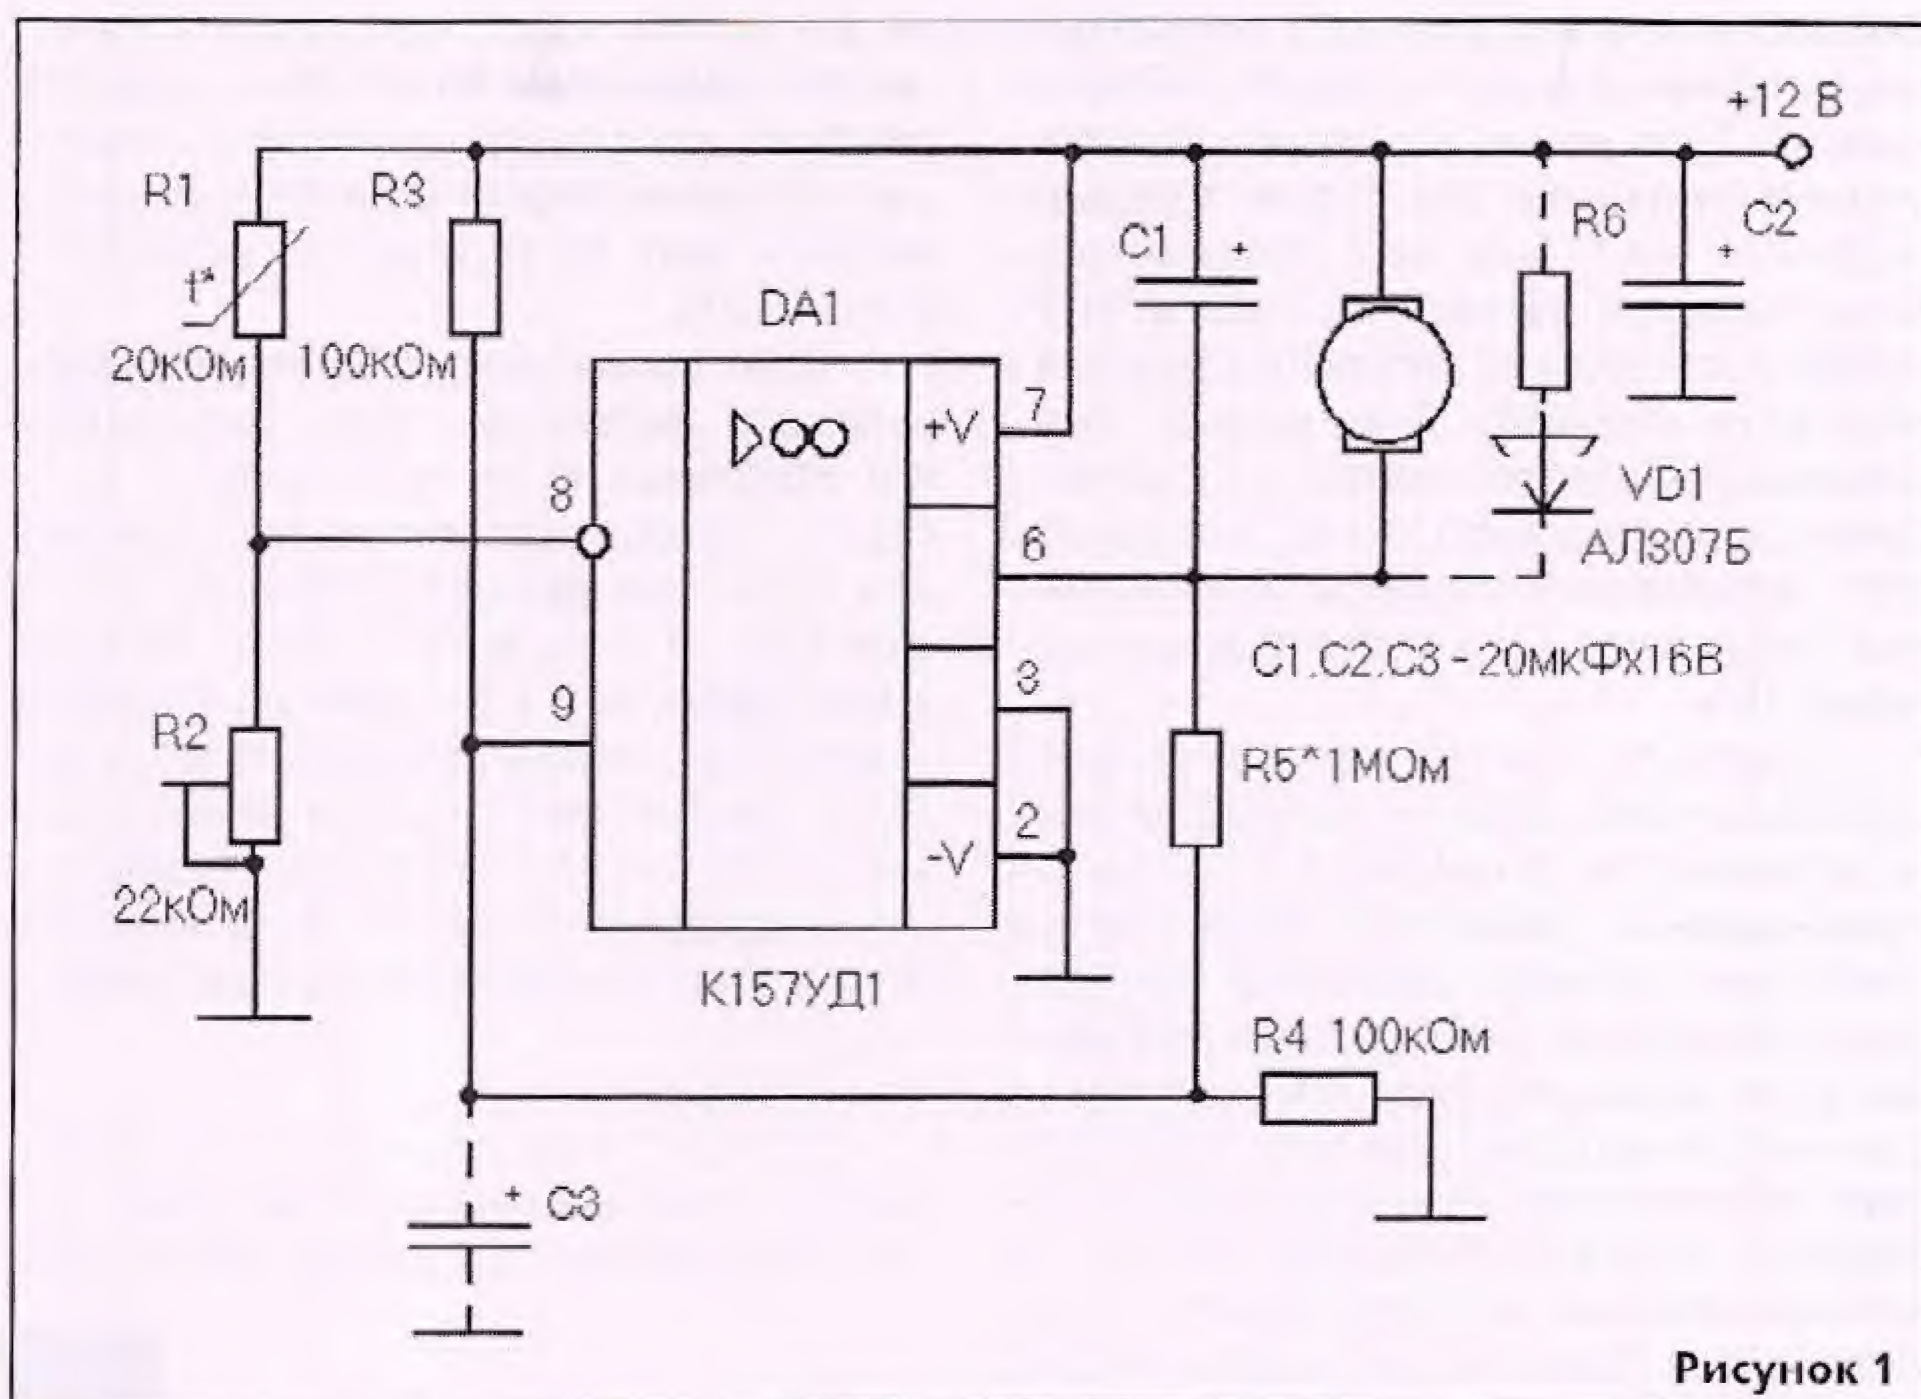 +12 В
R1
R3
R6
C2
+
C1
+
t*
DA1
20кОм
100кОм
+V
7
8
VD1
6
АЛ307Б
C1.C2.C3 - 20мкФх16В
3
9
R2
R5^1МОм
2
-V
22кОм
К157УД1
R4 100кОм
+
C3
Рисунок 1